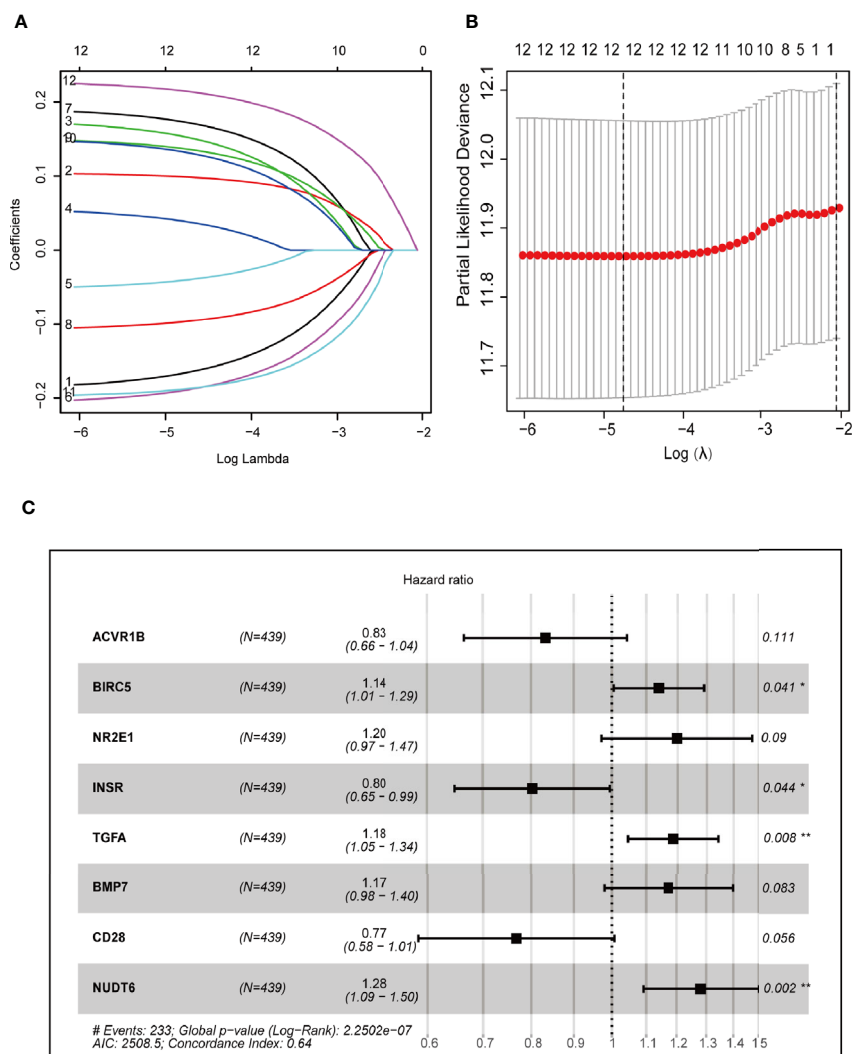 A
12 12 12 10 0
0.2
0.1
0.0
−0.1
−0.2
Coefficients
12
7
3
9
10
2
4
5
8
1
11
6
−6 −5 −4 −3 −2
Log Lambda
B
12 12 12 12 12 12 12 11 10 10 8 5 1 1
12.1
12.0
11.9
11.8
11.7
Partial Likelihood Deviance
−6 −5 −4 −3 −2
Log (λ)
C
Hazard ratio
ACVR1B (N=439) 0.83 0.111
(0.66 − 1.04)
BIRC5 (N=439) 1.14 0.041 *
(1.01 − 1.29)
NR2E1 (N=439) 1.20 0.09
(0.97 − 1.47)
INSR (N=439) 0.80 0.044 *
(0.65 − 0.99)
TGFA (N=439) 1.18 0.008 **
(1.05 − 1.34)
BMP7 (N=439) 1.17 0.083
(0.98 − 1.40)
CD28 (N=439) 0.77 0.056
(0.58 − 1.01)
NUDT6 (N=439) 1.28 0.002 **
(1.09 − 1.50)
# Events: 233; Global p-value (Log-Rank): 2.2502e-07
AIC: 2508.5; Concordance Index: 0.64
0.6 0.7 0.8 0.9 1 1.1 1.2 1.3 1.4 15